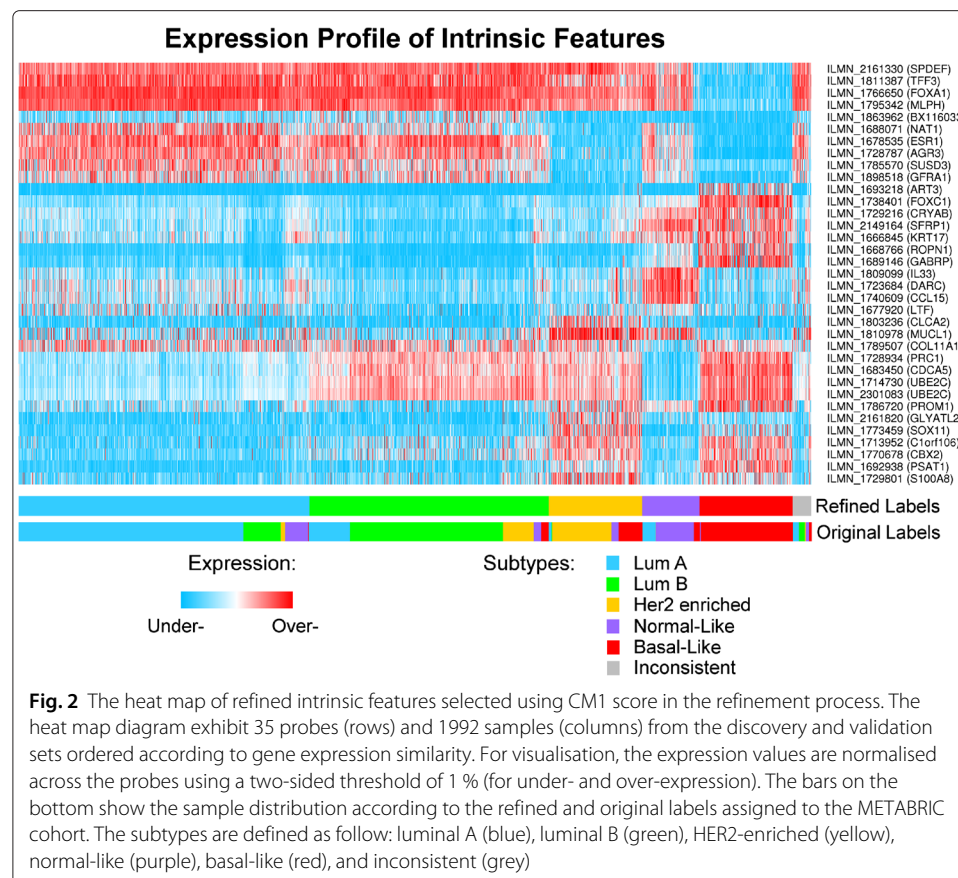 Expression Profile of Intrinsic Features
ILMN_2161330 (SPDEF)
ILMN_1811387 (TFF3)
ILMN_1766650 (FOXA1)
ILMN_1795342 (MLPH)
ILMN_1863962 (BX11603
ILMN_1688071 (NAT1)
ILMN_1678535 (ESR1)
ILMN_1728787 (AGR3)
ILMN_1785570 (SUSD3)
ILMN_1898518 (GFRA1)
ILMN_1693218 (ART3)
ILMN_1738401 (FOXC1)
ILMN_1729216 (CRYAB)
ILMN_2149164 (SFRP1)
ILMN_1666845 (KRT17)
ILMN_1668766 (ROPN1)
ILMN_1689146 (GABRP)
ILMN_1809099 (IL33)
ILMN_1723684 (DARC)
ILMN_1740609 (CCL15)
ILMN_1677920 (LTF)
ILMN_1803236 (CLCA2)
ILMN_1810978 (MUCL1)
ILMN_1789507 (COL11A1
ILMN_1728934 (PRC1)
ILMN_1683450 (CDCA5)
ILMN_1714730 (UBE2C)
ILMN_2301083 (UBE2C)
ILMN_1786720 (PROM1)
ILMN_2161820 (GLYATL2
ILMN_1773459 (SOX11)
ILMN_1713952 (C1orf106)
ILMN_1770678 (CBX2)
ILMN_1692938 (PSAT1)
ILMN_1729801 (S100A8)
Refined Labels
Original Labels
Expression:
Under- Over-
Subtypes:
Lum A
Lum B
Her2 enriched
Normal-Like
Basal-Like
Inconsistent
Fig. 2 The heat map of refined intrinsic features selected using CM1 score in the refinement process. The
heat map diagram exhibit 35 probes (rows) and 1992 samples (columns) from the discovery and validation
sets ordered according to gene expression similarity. For visualisation, the expression values are normalised
across the probes using a two-sided threshold of 1 % (for under- and over-expression). The bars on the
bottom show the sample distribution according to the refined and original labels assigned to the METABRIC
cohort. The subtypes are defined as follow: luminal A (blue), luminal B (green), HER2-enriched (yellow),
normal-like (purple), basal-like (red), and inconsistent (grey)